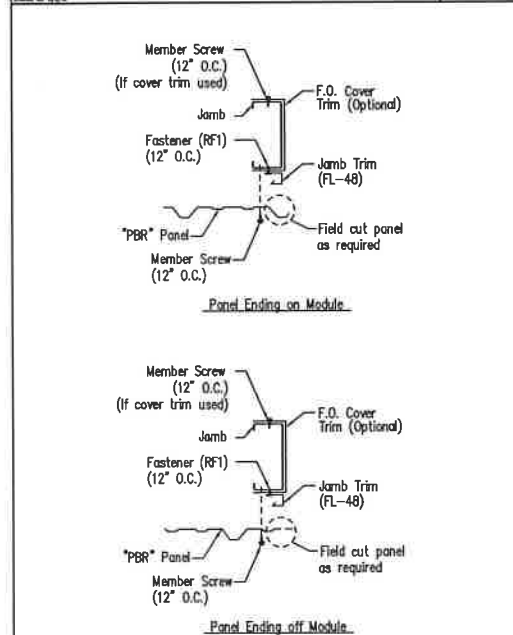 Member Screw
(12" O.C.)
(If cover trim used)
F.O. Cover
Trim (Optional)
Jamb
Fastener (RF1)
(12" O.C.)
Jamb Trim
(FL-48)
"PBR" Panel
Field cut panel
as required
Member Screw
(12" O.C.)
Panel Ending on Module
Member Screw
(12" O.C.)
(If cover trim used)
F.O. Cover
Trim (Optional)
Jamb
Fastener (RF1)
(12" O.C.)
Jamb Trim
(FL-48)
"PBR" Panel
Field cut panel
as required
Member Screw
(12" O.C.)
Panel Ending off Module